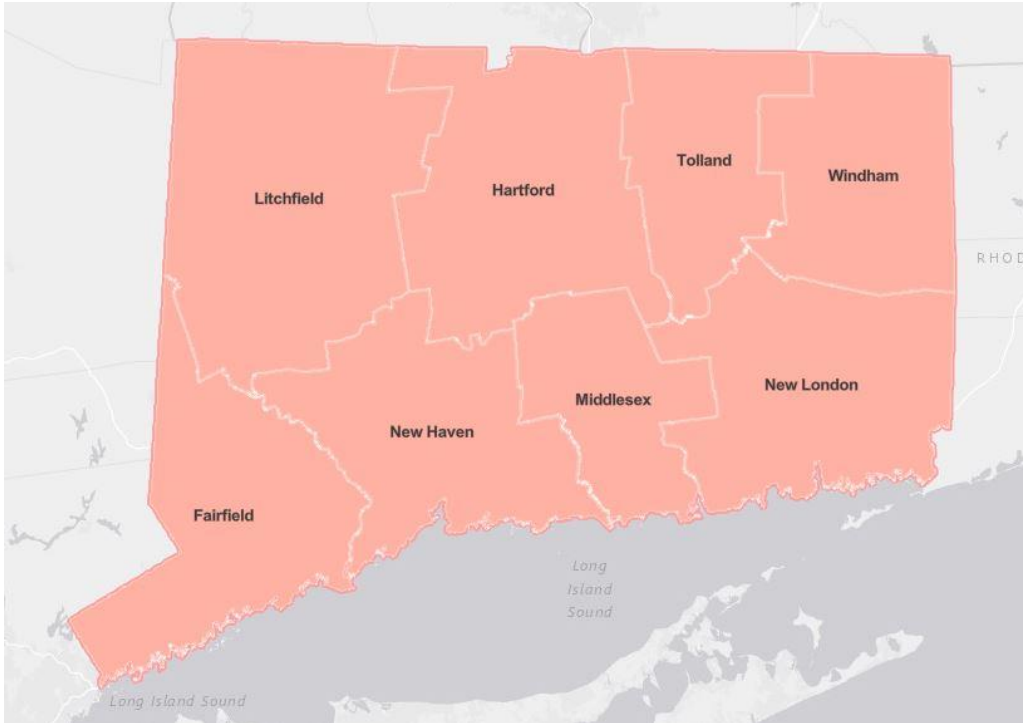 Tolland
Windham
Hartford
Litchfield
RHOD
New London
Middlesex
New Haven
Fairfield
Long
Island
Sound
Long Island Sound